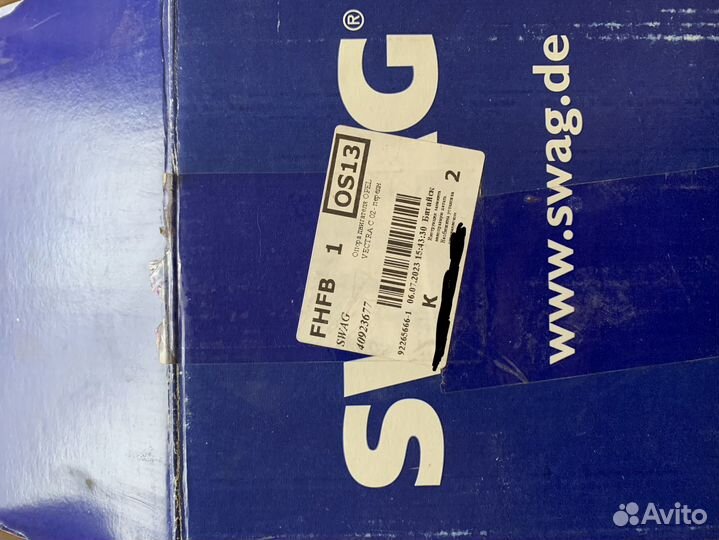 SWAG®
www.swag.de
FHFB 1 OS13
SWAG
Опора двигателя OPEL
40923677
VECTRA C 02- передн
92265666-1 06.07.2023 15:43:30 Батайск
K
2
Avito